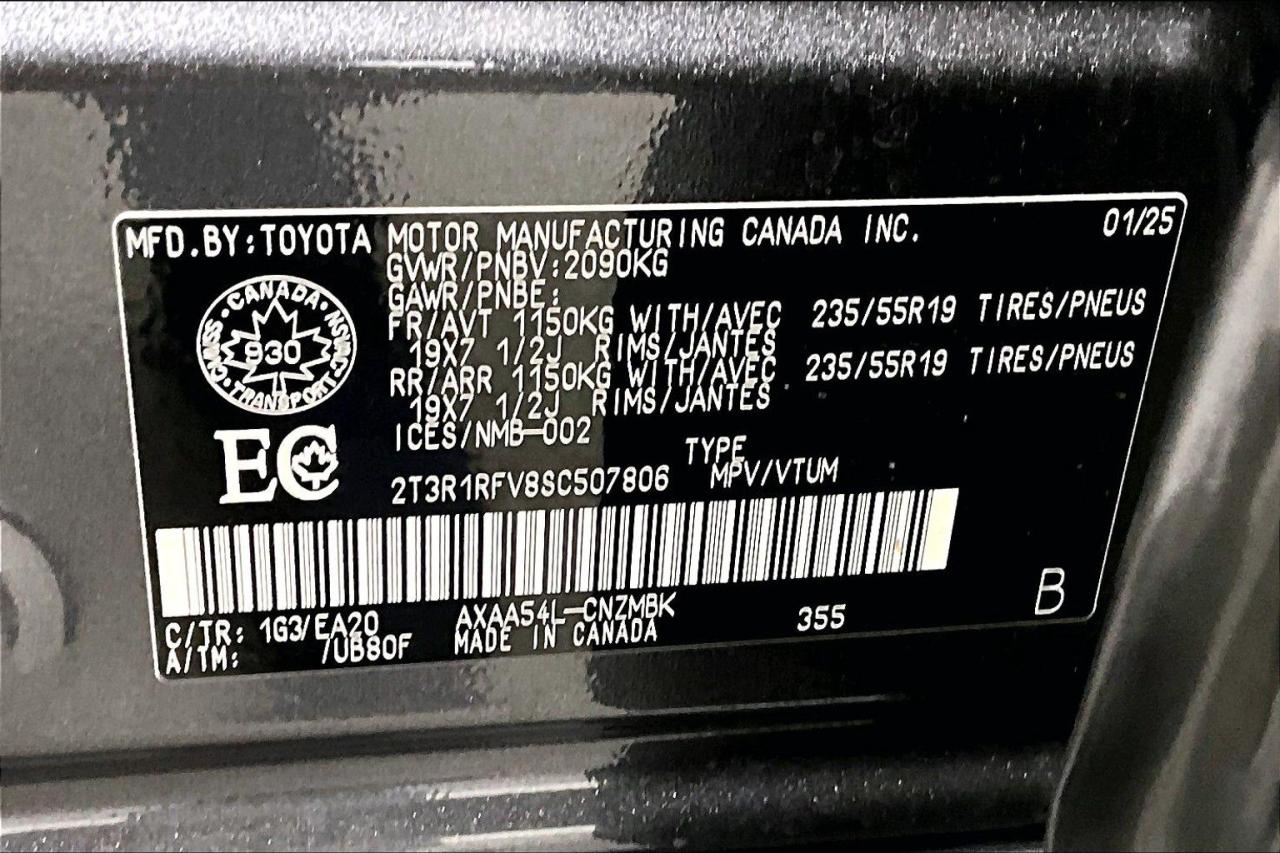 MFD.BY:TOYOTA MOTOR MANUFACTURING CANADA INC. 01/25
GVWR/PNBV:2090KG
GAWR/PNBE:
FR/AVT 1150KG WITH/AVEC 235/55R19 TIRES/PNEUS
19X7 1/2J RIMS/JANTES
RR/ARR 1150KG WITH/AVEC 235/55R19 TIRES/PNEUS
19X7 1/2J RIMS/JANTES
ICES/NMB-002
CANADA
930
TRANSPORT
CMVSS
NSVAC
EC
TYPE
2T3R1RFV8SC507806 MPV/VTUM
C/TR: 1G3/EA20 AXAA54L-CNZMBK 355 B
A/TM: /UB80F MADE IN CANADA